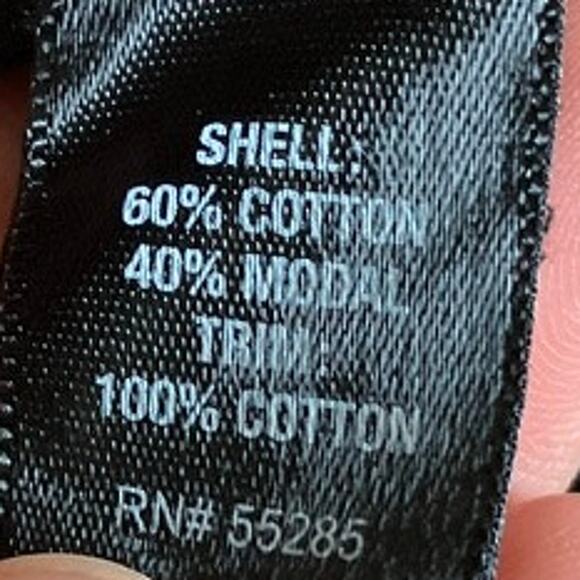 SHELL:
60% COTTON
40% MODAL
TRIM:
100% COTTON
RN# 55285